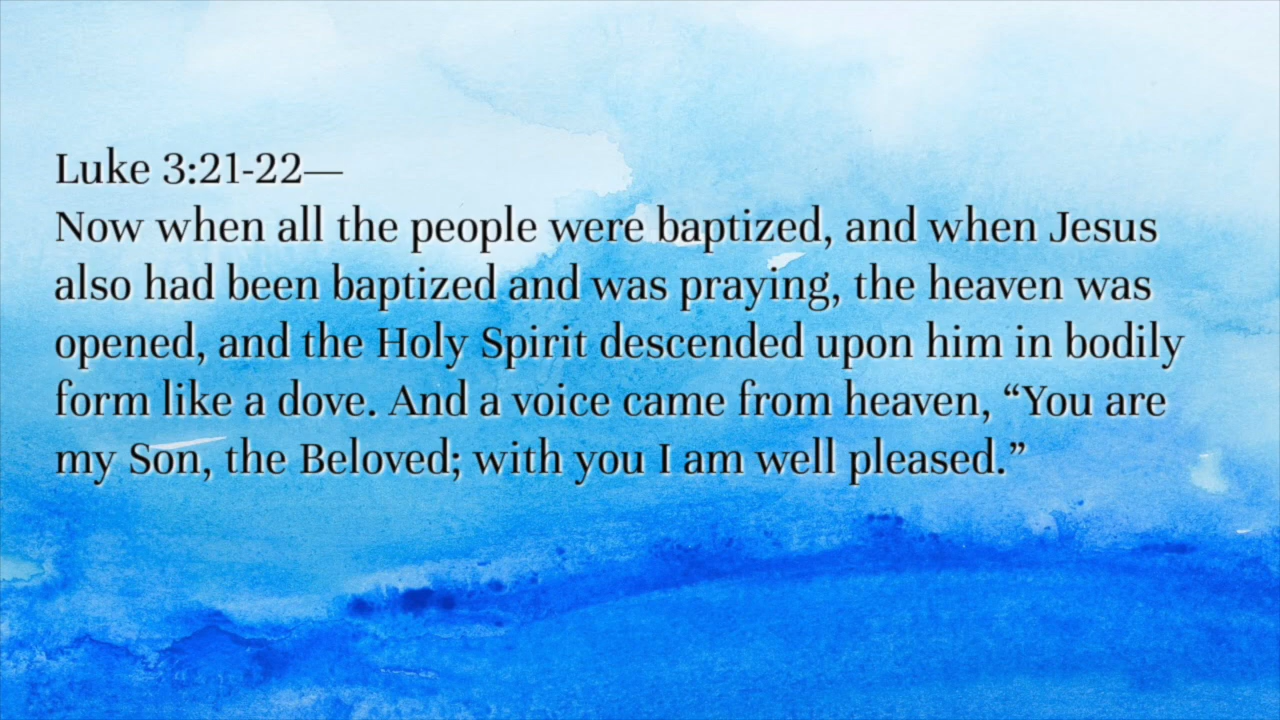 Luke 3:21-22—
Now when all the people were baptized, and when Jesus
also had been baptized and was praying, the heaven was
opened, and the Holy Spirit descended upon him in bodily
form like a dove. And a voice came from heaven, “You are
my Son, the Beloved; with you I am well pleased.”